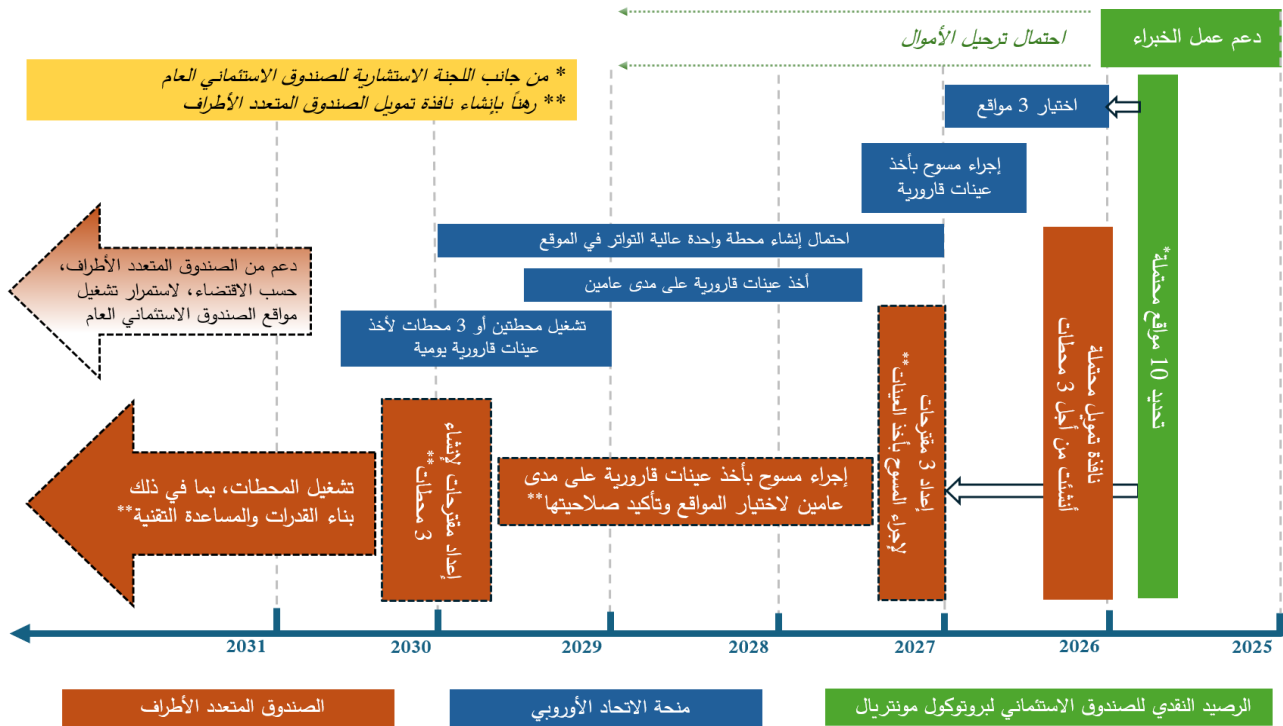 دعم عمل الخبراء
احتمال ترحيل الأموال
* من جانب اللجنة الاستشارية للصندوق الاستئماني العام
** رهناً بإنشاء نافذة تمويل الصندوق المتعدد الأطراف
اختيار 3 مواقع
إجراء مسوح بأخذ
عينات قارورية
تحديد 10 مواقع محتملة*
احتمال إنشاء محطة واحدة عالية التواتر في الموقع
أخذ عينات قارورية على مدى عامين
تشغيل محطتين أو 3 محطات لأخذ
عينات قارورية يومية
دعم من الصندوق المتعدد الأطراف،
حسب الاقتضاء، لاستمرار تشغيل
مواقع الصندوق الاستئماني العام
نافذة تمويل محتملة
أنشئت من أجل 3 محطات
إعداد 3 مقترحات
لإجراء المسوح بأخذ العينات**
إجراء مسوح بأخذ عينات قارورية على مدى
عامين لاختيار المواقع وتأكيد صلاحيتها**
إعداد مقترحات لإنشاء
3 محطات**
تشغيل المحطات، بما في ذلك
بناء القدرات والمساعدة التقنية**
2025
2026
2027
2028
2029
2030
2031
الرصيد النقدي للصندوق الاستئماني لبروتوكول مونتريال
منحة الاتحاد الأوروبي
الصندوق المتعدد الأطراف